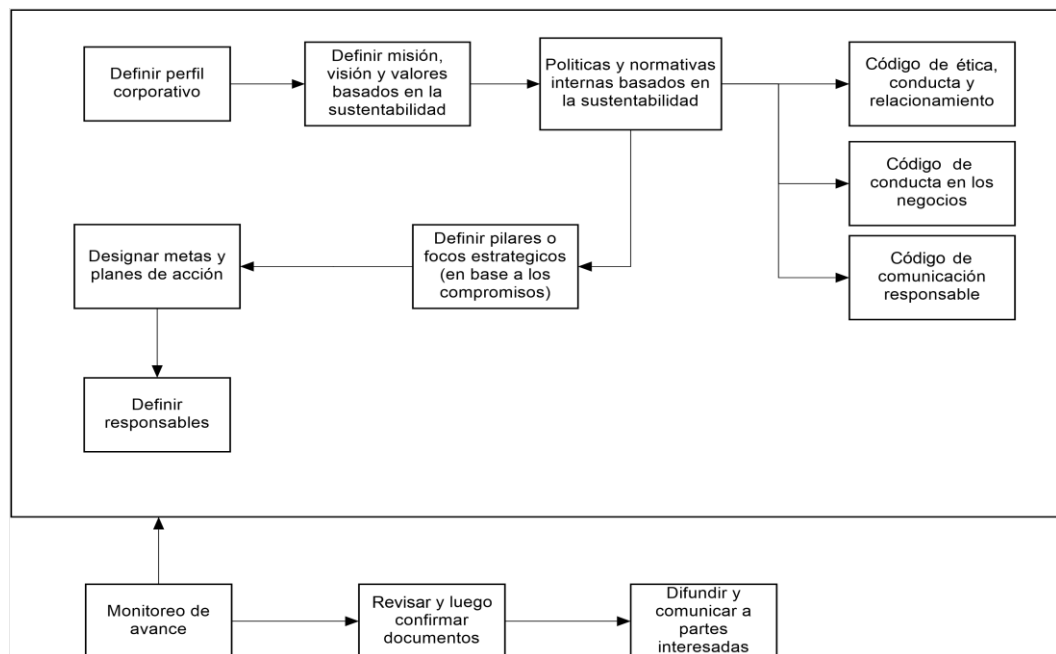 Definir perfil
corporativo
Definir misión,
visión y valores
basados en la
sustentabilidad
Politicas y normativas
internas basados en
la sustentabilidad
Código de ética,
conducta y
relacionamiento
Código de
conducta en los
negocios
Código de
comunicación
responsable
Definir pilares o
focos estrategicos
(en base a los
compromisos)
Designar metas y
planes de acción
Definir
responsables
Monitoreo de
avance
Revisar y luego
confirmar
documentos
Difundir y
comunicar a
partes
interesadas